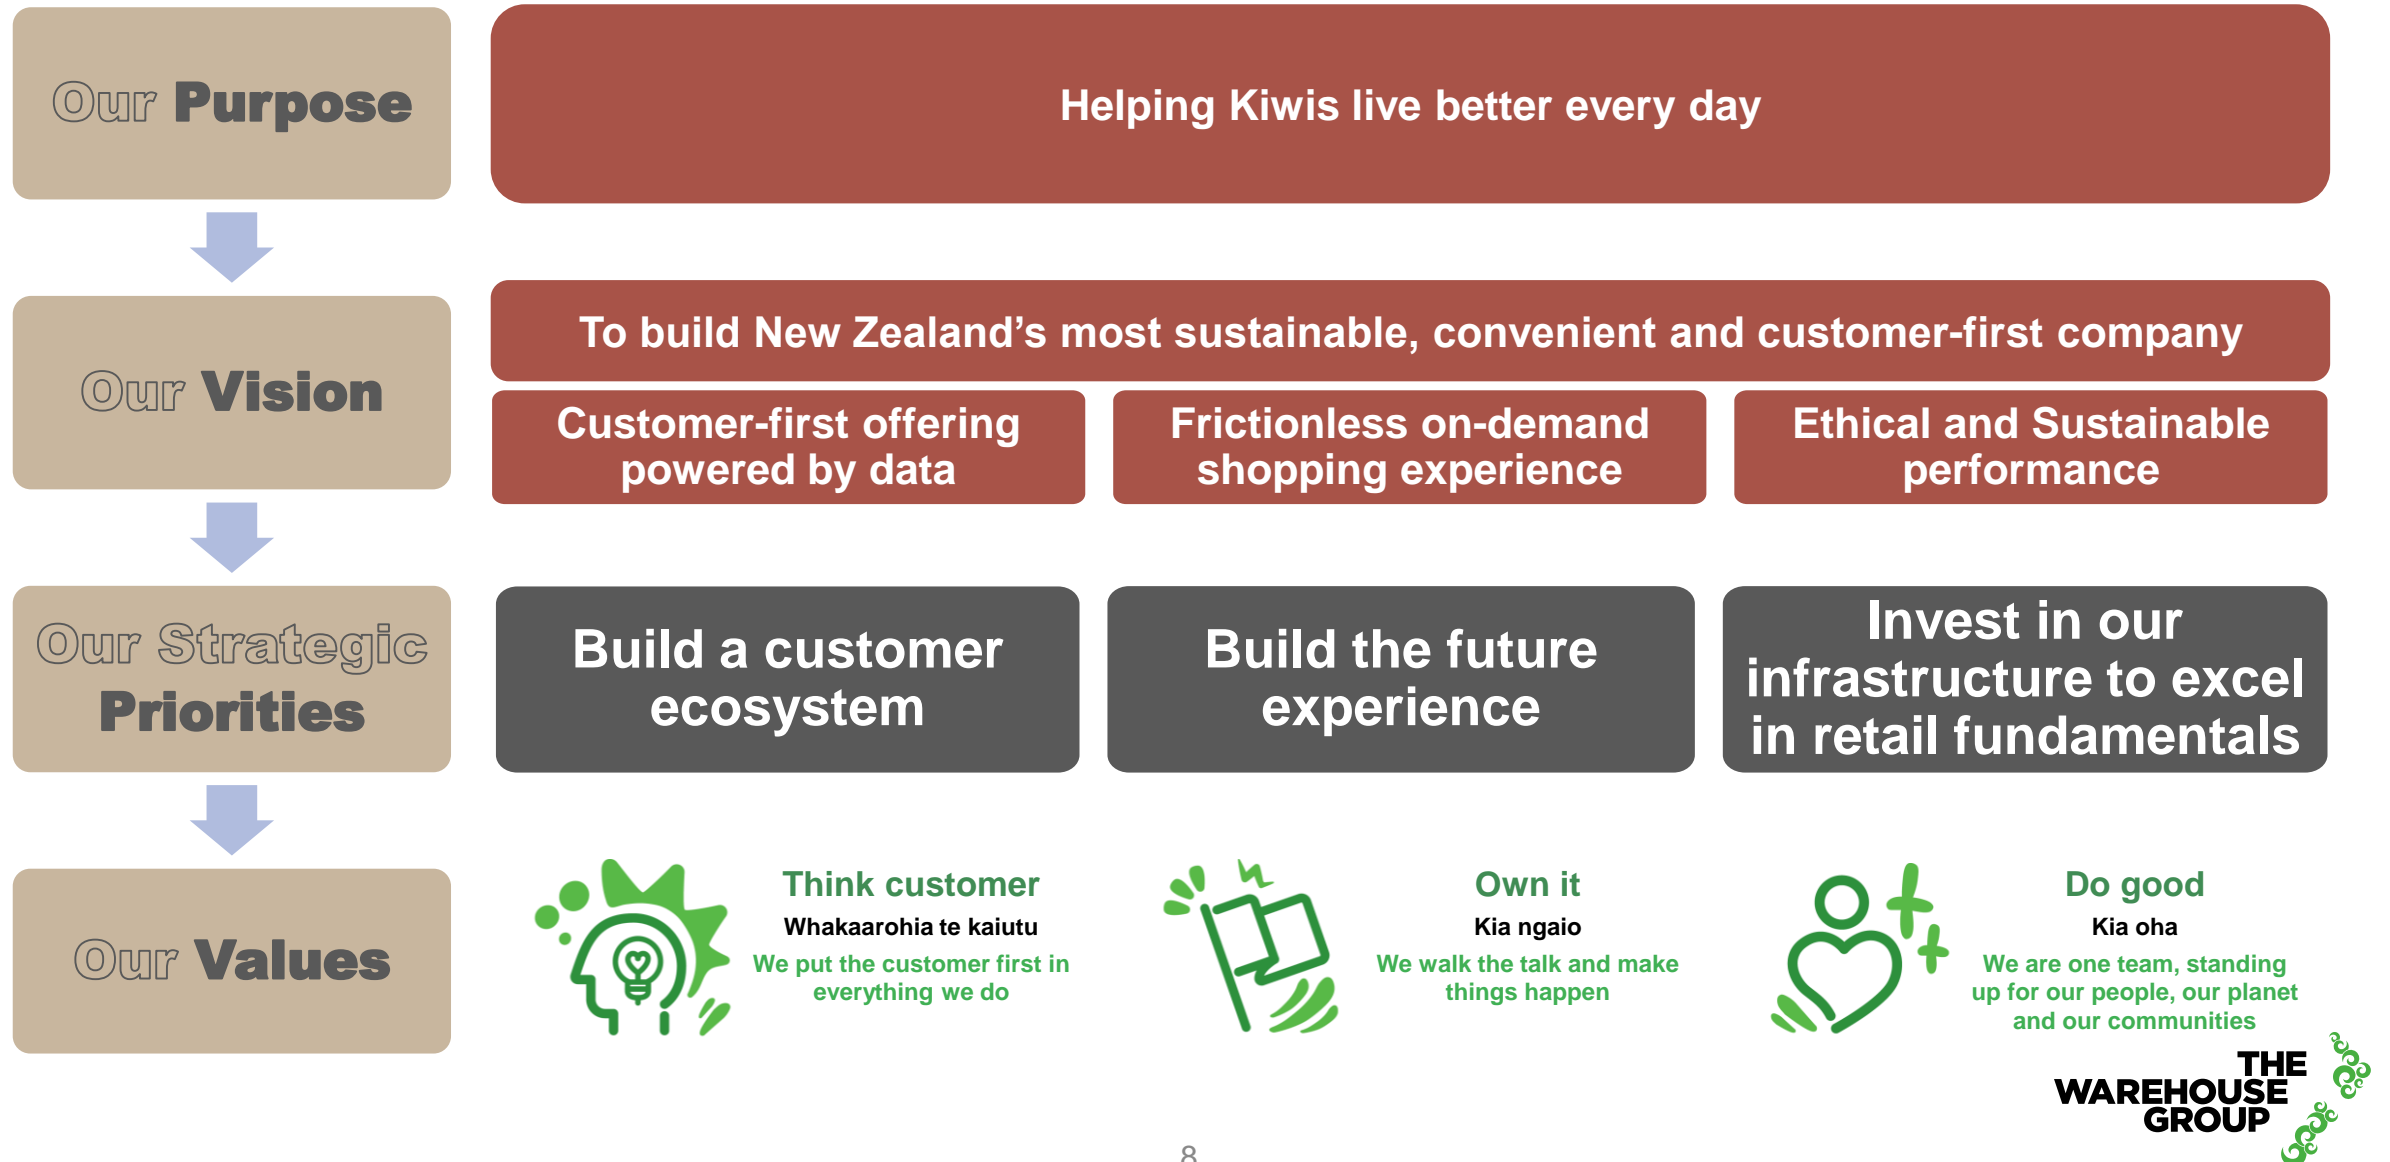 Our Purpose
Helping Kiwis live better every day
Our Vision
To build New Zealand’s most sustainable, convenient and customer-first company
Customer-first offering
powered by data
Frictionless on-demand
shopping experience
Ethical and Sustainable
performance
Our Strategic
Priorities
Build a customer
ecosystem
Build the future
experience
Invest in our
infrastructure to excel
in retail fundamentals
Our Values
Think customer
Whakaarohia te kaiutu
We put the customer first in
everything we do
Own it
Kia ngaio
We walk the talk and make
things happen
Do good
Kia oha
We are one team, standing
up for our people, our planet
and our communities
THE
WAREHOUSE
GROUP
8